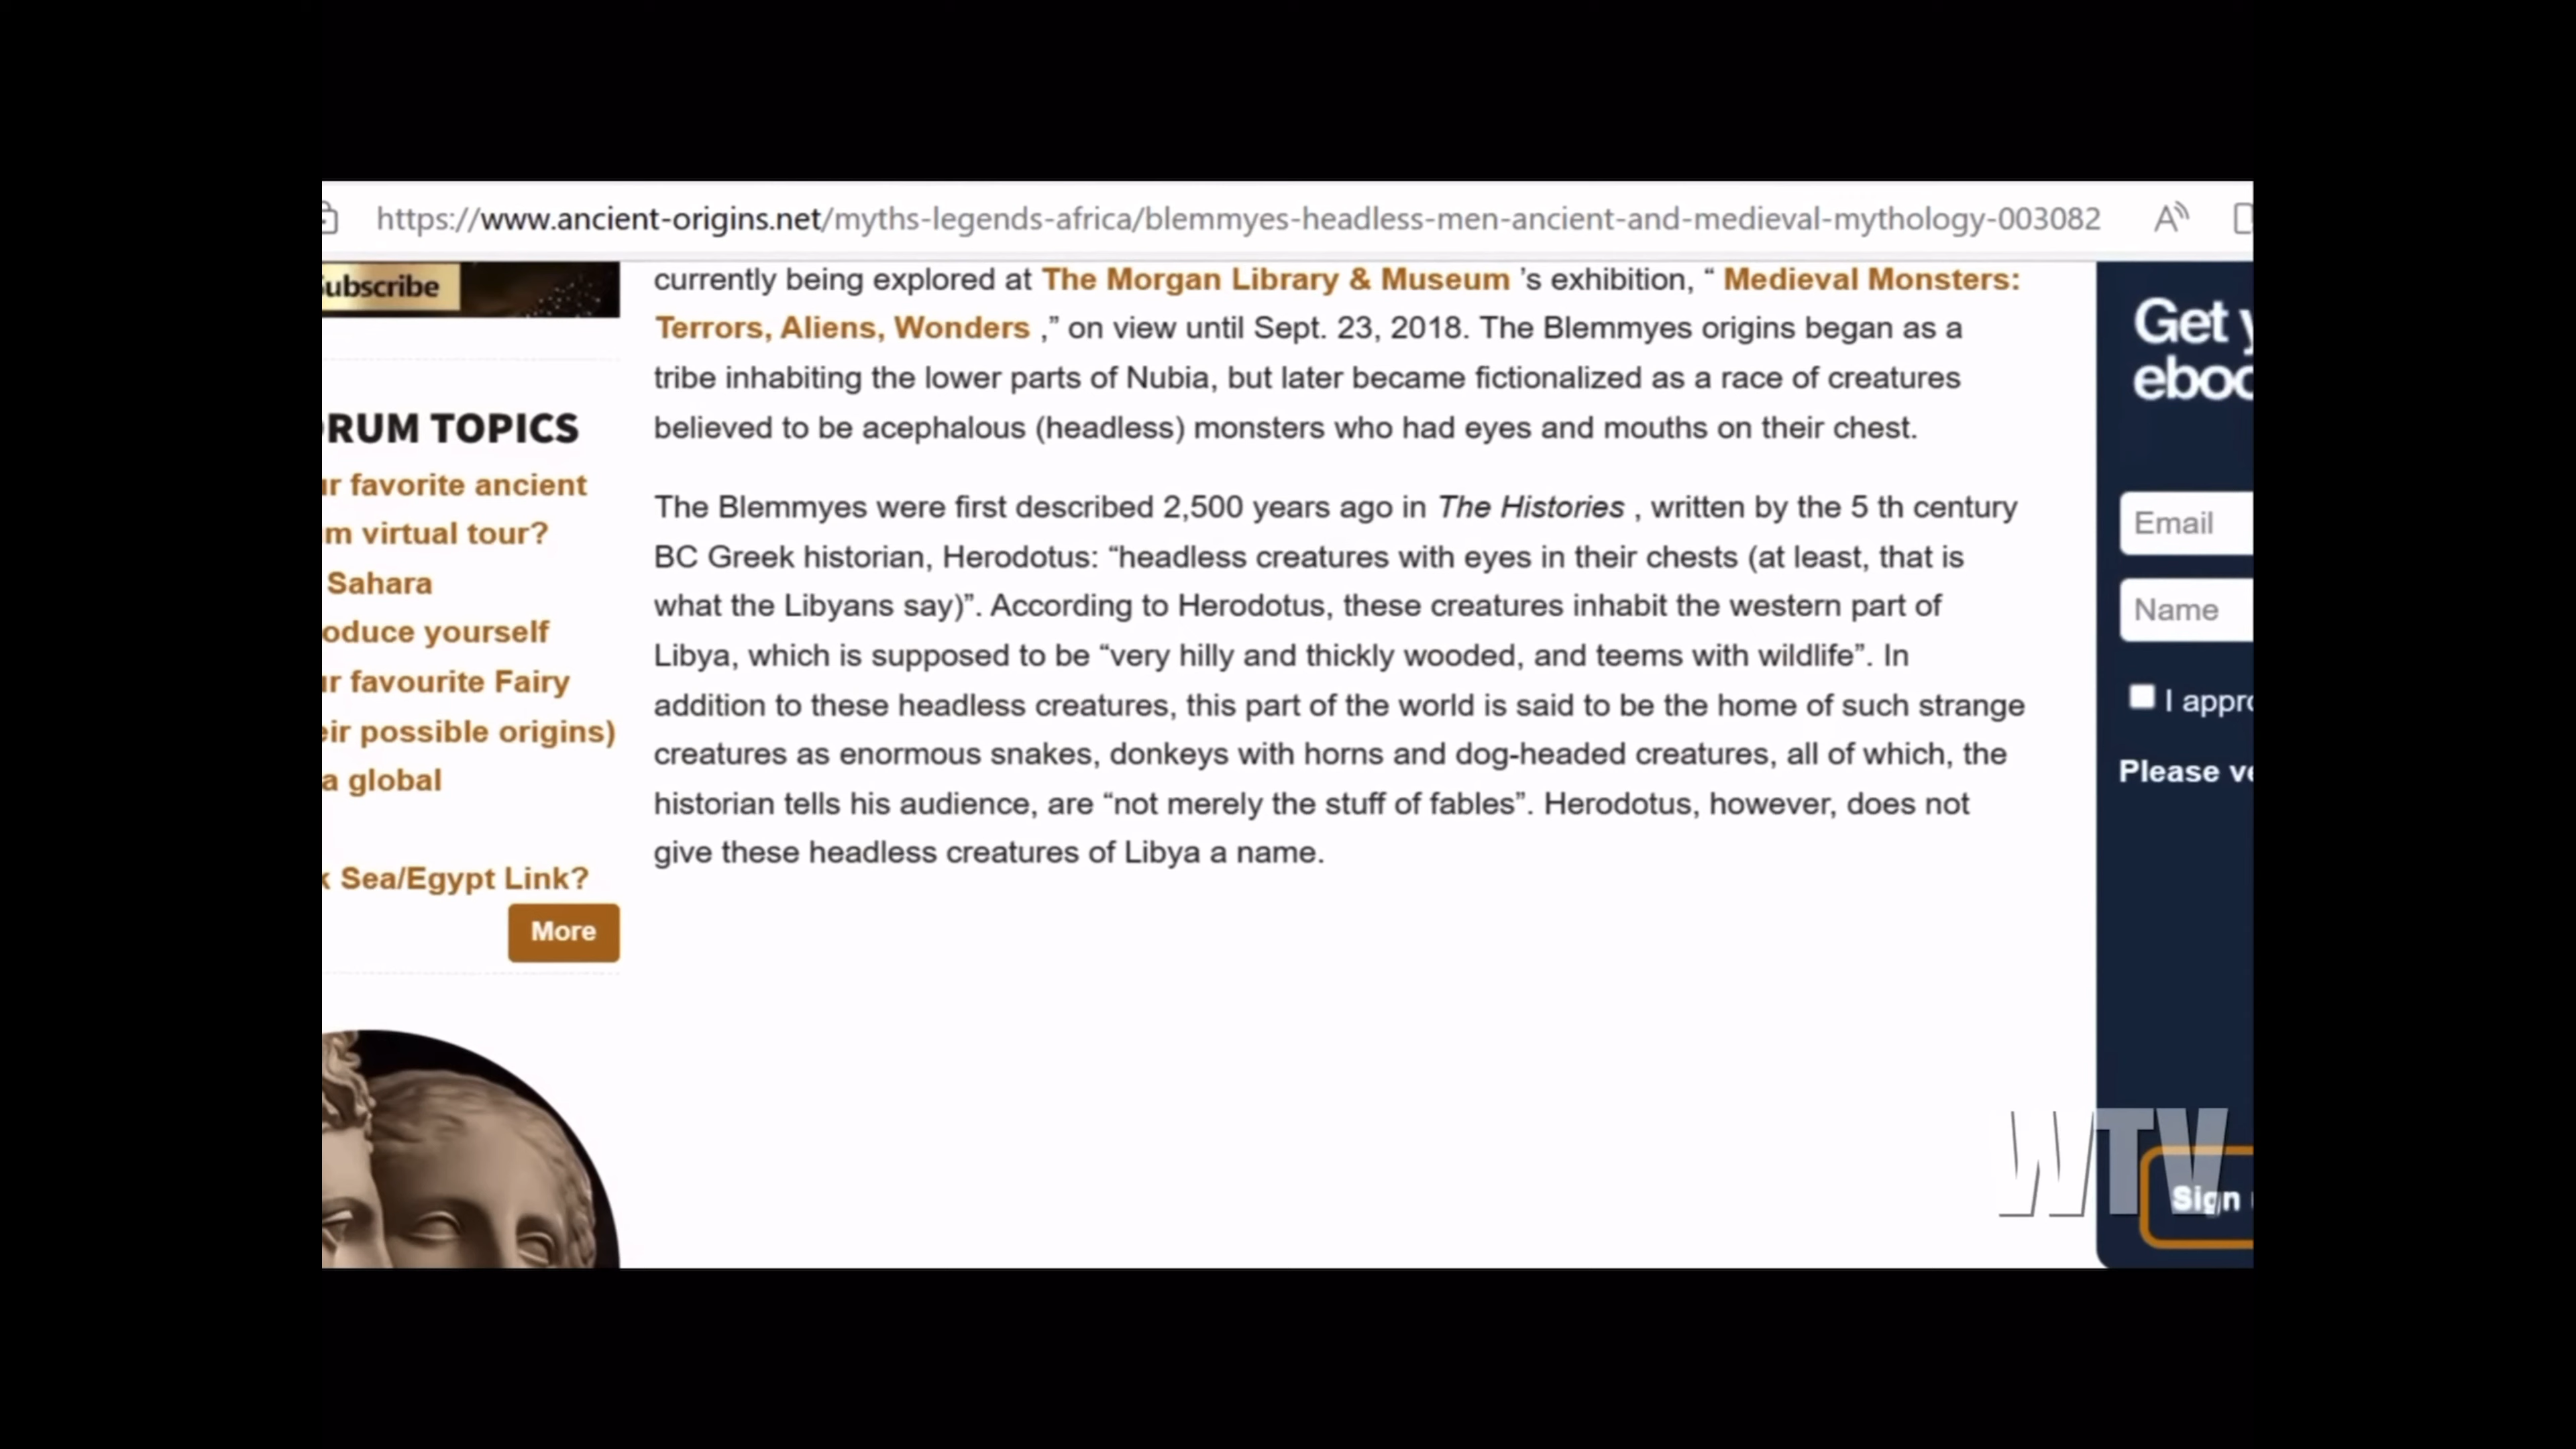 https://www.ancient-origins.net/myths-legends-africa/blemmyes-headless-men-ancient-and-medieval-mythology-003082
Subscribe
RUM TOPICS
favorite ancient
virtual tour?
Sahara
favourite Fairy
possible origins)
a global
Sea/Egypt Link?
More
currently being explored at The Morgan Library & Museum 's exhibition, “ Medieval Monsters:
Terrors, Aliens, Wonders ,” on view until Sept. 23, 2018. The Blemmyes origins began as a
tribe inhabiting the lower parts of Nubia, but later became fictionalized as a race of creatures
believed to be acephalous (headless) monsters who had eyes and mouths on their chest.
The Blemmyes were first described 2,500 years ago in The Histories , written by the 5 th century
BC Greek historian, Herodotus: “headless creatures with eyes in their chests (at least, that is
what the Libyans say)”. According to Herodotus, these creatures inhabit the western part of
Libya, which is supposed to be “very hilly and thickly wooded, and teems with wildlife”. In
addition to these headless creatures, this part of the world is said to be the home of such strange
creatures as enormous snakes, donkeys with horns and dog-headed creatures, all of which, the
historian tells his audience, are “not merely the stuff of fables”. Herodotus, however, does not
give these headless creatures of Libya a name.
Get
Email
Name
I
Please
Sign
WTV